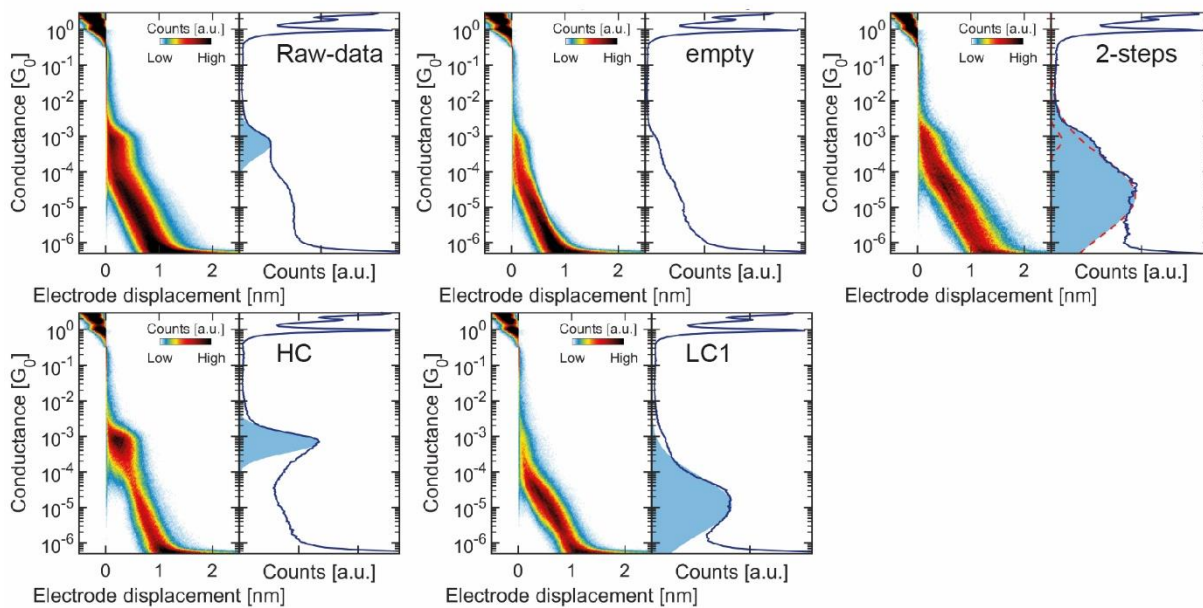 Counts [a.u.]
Low High
Raw-data
Conductance [G0]
10^0
10^-1
10^-2
10^-3
10^-4
10^-5
10^-6
0 1 2
Electrode displacement [nm]
Counts [a.u.]
Counts [a.u.]
Low High
empty
Conductance [G0]
10^0
10^-1
10^-2
10^-3
10^-4
10^-5
10^-6
0 1 2
Electrode displacement [nm]
Counts [a.u.]
Counts [a.u.]
Low High
2-steps
Conductance [G0]
10^0
10^-1
10^-2
10^-3
10^-4
10^-5
10^-6
0 1 2
Electrode displacement [nm]
Counts [a.u.]
Counts [a.u.]
Low High
HC
Conductance [G0]
10^0
10^-1
10^-2
10^-3
10^-4
10^-5
10^-6
0 1 2
Electrode displacement [nm]
Counts [a.u.]
Counts [a.u.]
Low High
LC1
Conductance [G0]
10^0
10^-1
10^-2
10^-3
10^-4
10^-5
10^-6
0 1 2
Electrode displacement [nm]
Counts [a.u.]